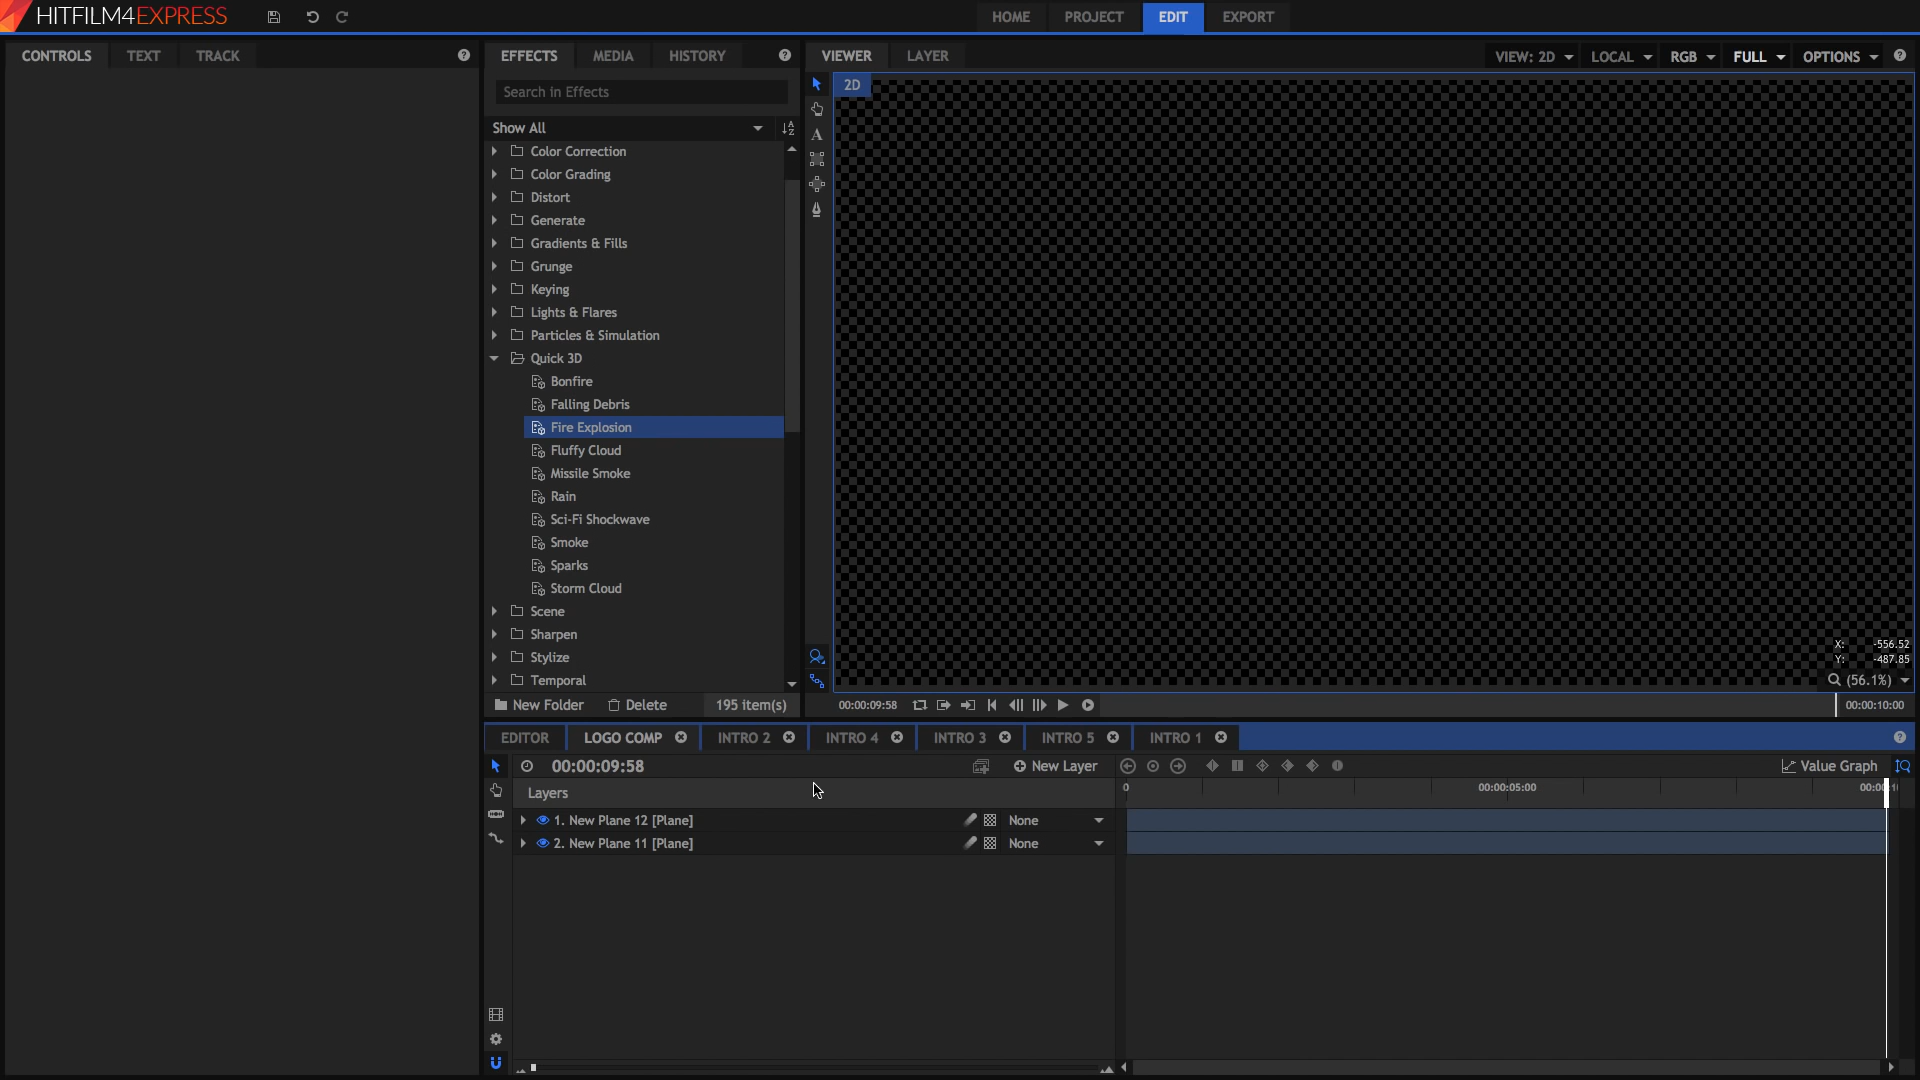 HITFILM4EXPRESS
HOME PROJECT EDIT EXPORT
CONTROLS TEXT TRACK
EFFECTS MEDIA HISTORY
VIEWER LAYER
VIEW: 2D LOCAL RGB FULL OPTIONS
Search in Effects
2D
Show All
Color Correction
Color Grading
Distort
Generate
Gradients & Fills
Grunge
Keying
Lights & Flares
Particles & Simulation
Quick 3D
Bonfire
Falling Debris
Fire Explosion
Fluffy Cloud
Missile Smoke
Rain
Sci-Fi Shockwave
Smoke
Sparks
Storm Cloud
Scene
Sharpen
Stylize
Temporal
New Folder Delete 195 item(s)
X: -556.52
Y: -487.85
(56.1%)
00:00:09:58
00:00:10:00
EDITOR LOGO COMP INTRO 2 INTRO 4 INTRO 3 INTRO 5 INTRO 1
00:00:09:58
New Layer
Value Graph
Layers
0 00:00:05:00
1. New Plane 12 [Plane] None
2. New Plane 11 [Plane] None